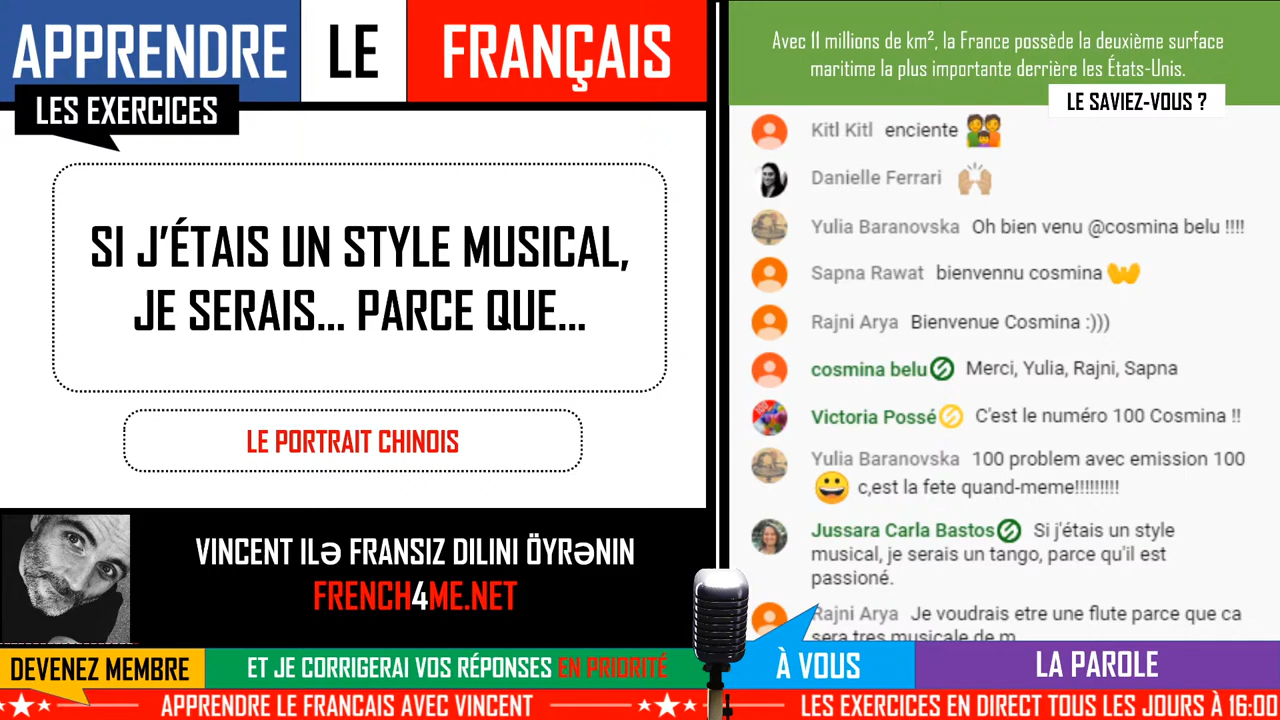 APPRENDRE LE FRANÇAIS
LES EXERCICES
SI J'ÉTAIS UN STYLE MUSICAL,
JE SERAIS... PARCE QUE...
LE PORTRAIT CHINOIS
VINCENT ILƏ FRANSIZ DILINI ÖYRƏNIN
FRENCH4ME.NET
DEVENEZ MEMBRE
ET JE CORRIGERAI VOS RÉPONSES EN PRIORITÉ
APPRENDRE LE FRANCAIS AVEC VINCENT
Avec 11 millions de km², la France possède la deuxième surface
maritime la plus importante derrière les États-Unis.
LE SAVIEZ-VOUS ?
Kitl Kitl enciente
Danielle Ferrari
Yulia Baranovska Oh bien venu @cosmina belu !!!!
Sapna Rawat bienvennu cosmina
Rajni Arya Bienvenue Cosmina :)))
cosmina belu Merci, Yulia, Rajni, Sapna
Victoria Possé C'est le numéro 100 Cosmina !!
Yulia Baranovska 100 problem avec emission 100
c,est la fete quand-meme!!!!!!!!!
Jussara Carla Bastos Si j'étais un style
musical, je serais un tango, parce qu'il est
passioné.
Rajni Arya Je voudrais etre une flute parce que ca
sera tres musicale de m
À VOUS
LA PAROLE
LES EXERCICES EN DIRECT TOUS LES JOURS À 16:00